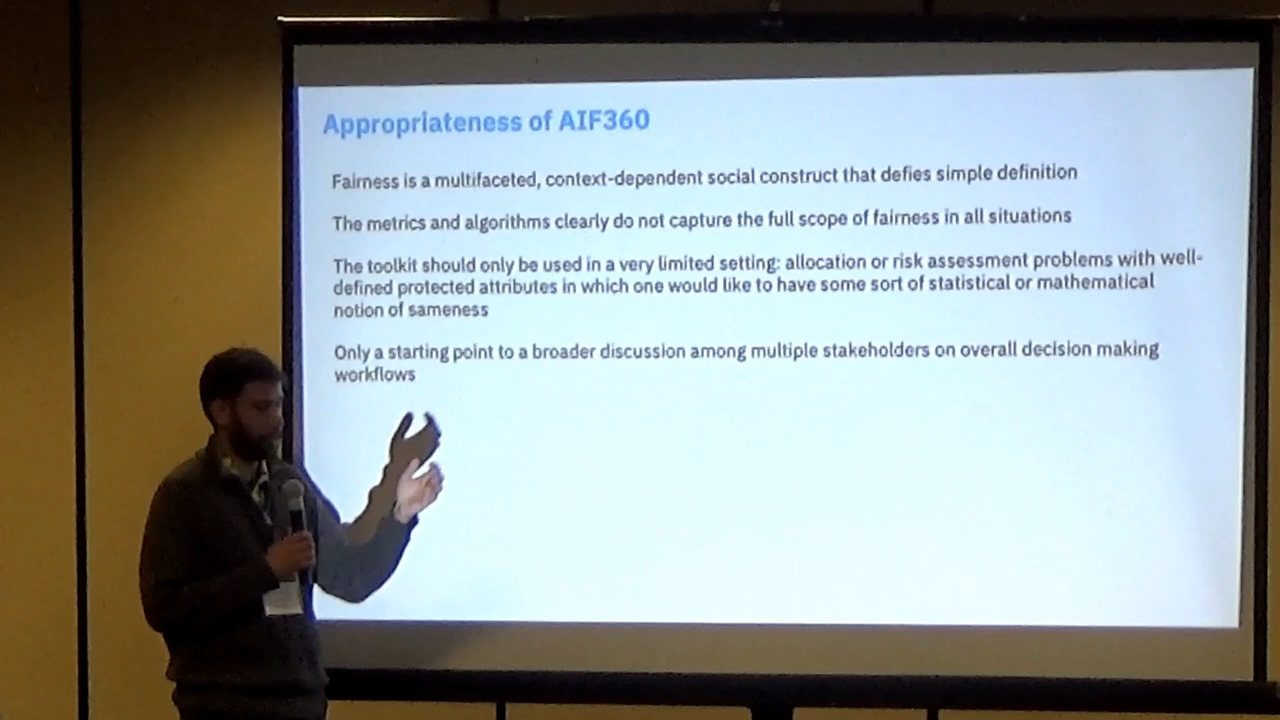 Appropriateness of AIF360
Fairness is a multifaceted, context-dependent social construct that defies simple definition
The metrics and algorithms clearly do not capture the full scope of fairness in all situations
The toolkit should only be used in a very limited setting: allocation or risk assessment problems with well-
defined protected attributes in which one would like to have some sort of statistical or mathematical
notion of sameness
Only a starting point to a broader discussion among multiple stakeholders on overall decision making
workflows